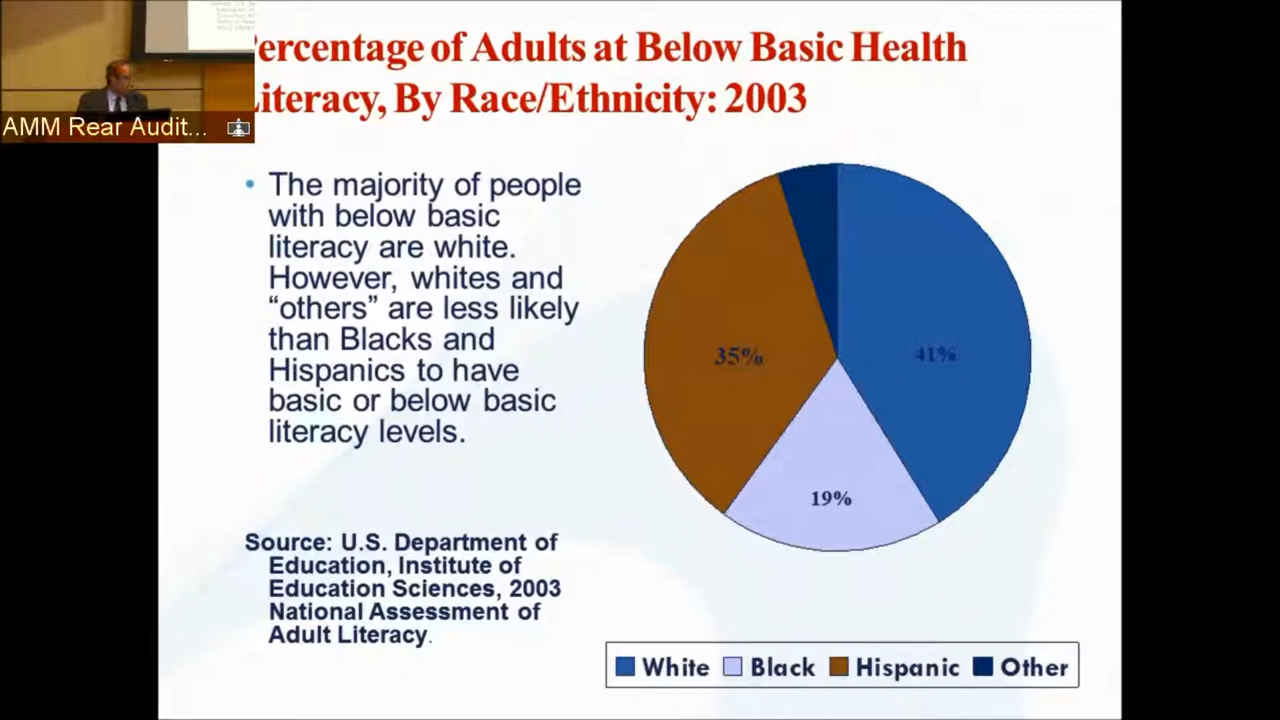 ercentage of Adults at Below Basic Health
iteracy, By Race/Ethnicity: 2003
AMM Rear Audit...
• The majority of people
with below basic
literacy are white.
However, whites and
“others” are less likely
than Blacks and
Hispanics to have
basic or below basic
literacy levels.
Source: U.S. Department of
Education, Institute of
Education Sciences, 2003
National Assessment of
Adult Literacy.
35%
41%
19%
White Black Hispanic Other